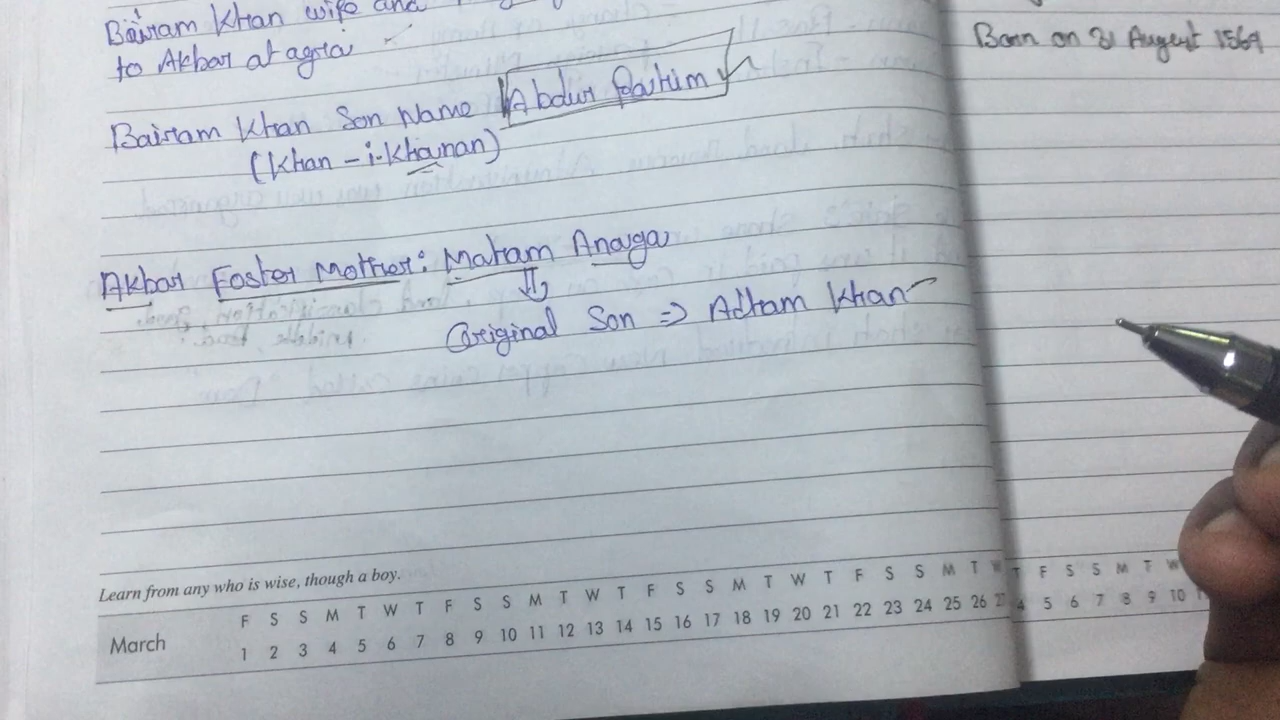 Bairam Khan wife and
to Akbar at agra
Bairam Khan Son Name Abdur Rahim
(Khan-i-Khanan)
Akbar Foster Mother: Maham Anaga
Original Son => Adham Khan
Learn from any who is wise, though a boy.
F S S M T W T F S S M T W T F S S M T W T F S S M T W
March 1 2 3 4 5 6 7 8 9 10 11 12 13 14 15 16 17 18 19 20 21 22 23 24 25 26 27
Born on 31 August 1569
T F S S M T W
4 5 6 7 8 9 10